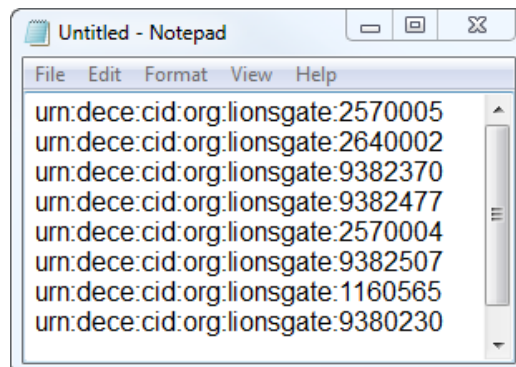 Untitled - Notepad
File Edit Format View Help
urn:dece:cid:org:lionsgate:2570005
urn:dece:cid:org:lionsgate:2640002
urn:dece:cid:org:lionsgate:9382370
urn:dece:cid:org:lionsgate:9382477
urn:dece:cid:org:lionsgate:2570004
urn:dece:cid:org:lionsgate:9382507
urn:dece:cid:org:lionsgate:1160565
urn:dece:cid:org:lionsgate:9380230